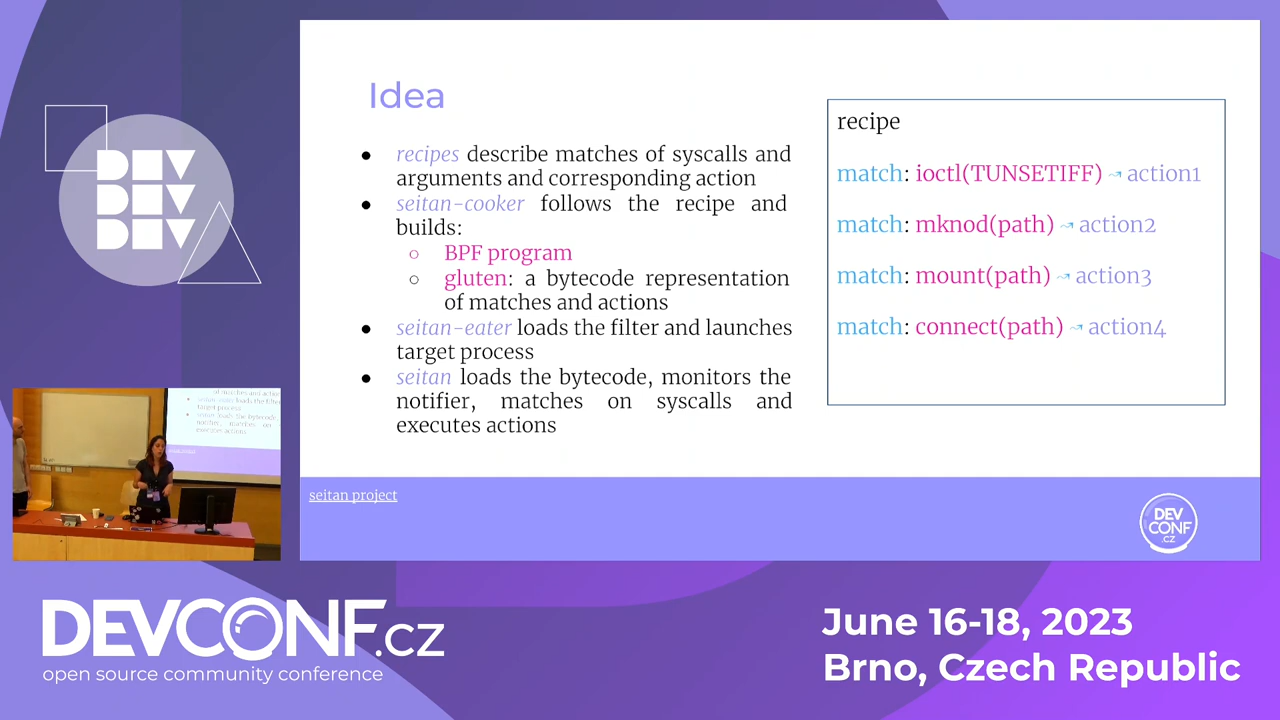 DEV
DEV
DEV
Idea
recipes describe matches of syscalls and
arguments and corresponding action
seitan-cooker follows the recipe and
builds:
BPF program
gluten: a bytecode representation
of matches and actions
seitan-eater loads the filter and launches
target process
seitan loads the bytecode, monitors the
notifier, matches on syscalls and
executes actions
recipe
match: ioctl(TUNSETIFF) ⤳ action1
match: mknod(path) ⤳ action2
match: mount(path) ⤳ action3
match: connect(path) ⤳ action4
seitan project
DEV
CONF
.CZ
DEVCONF.cz
open source community conference
June 16-18, 2023
Brno, Czech Republic